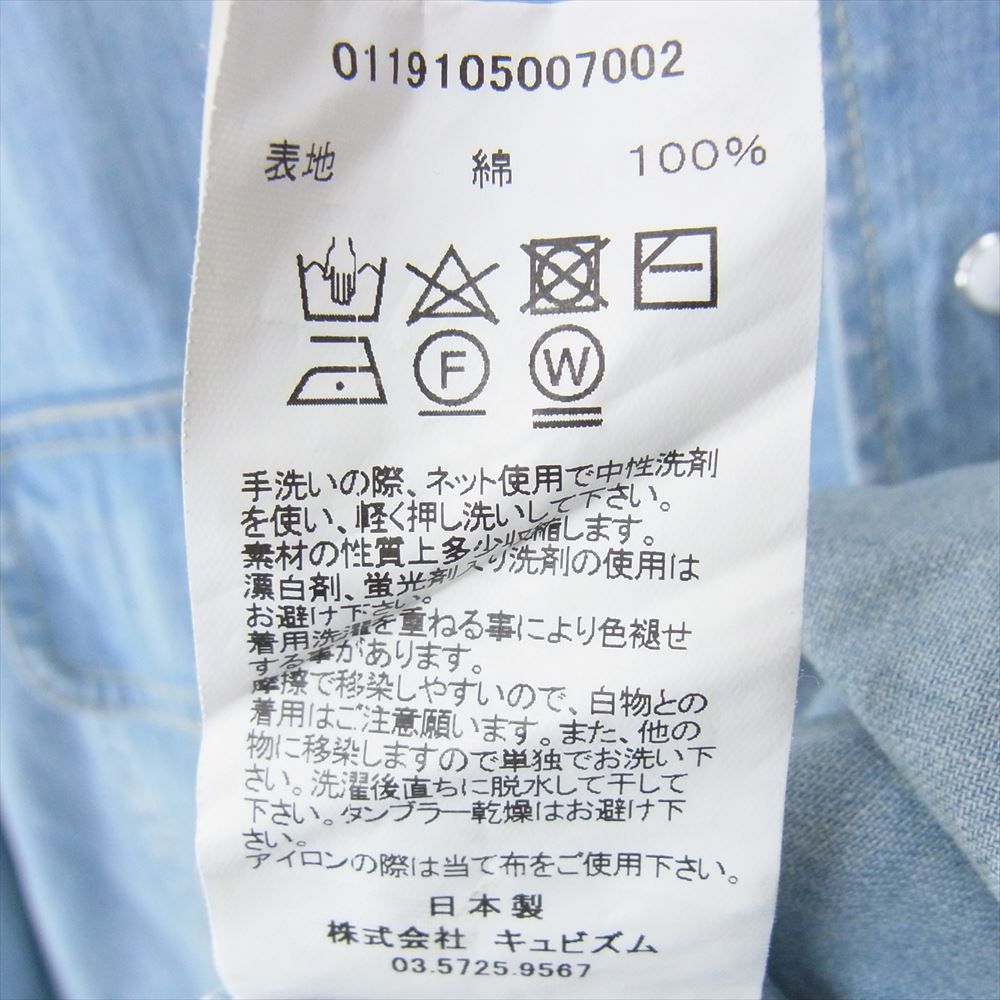 0119105007002
表地 綿 100%
F W
手洗いの際、ネット使用で中性洗剤
を使い、軽く押し洗いして下さい。
素材の性質上多少収縮します。
漂白剤、蛍光剤入り洗剤の使用は
お避け下さい。
着用洗濯を重ねる事により色褪せ
する事があります。
摩擦で移染しやすいので、白物との
着用はご注意願います。また、他の
物に移染しますので単独でお洗い下
さい。洗濯後直ちに脱水して干して
下さい。タンブラー乾燥はお避け下
さい。
アイロンの際は当て布をご使用下さい。
日本製
株式会社 キュビズム
03.5725.9567